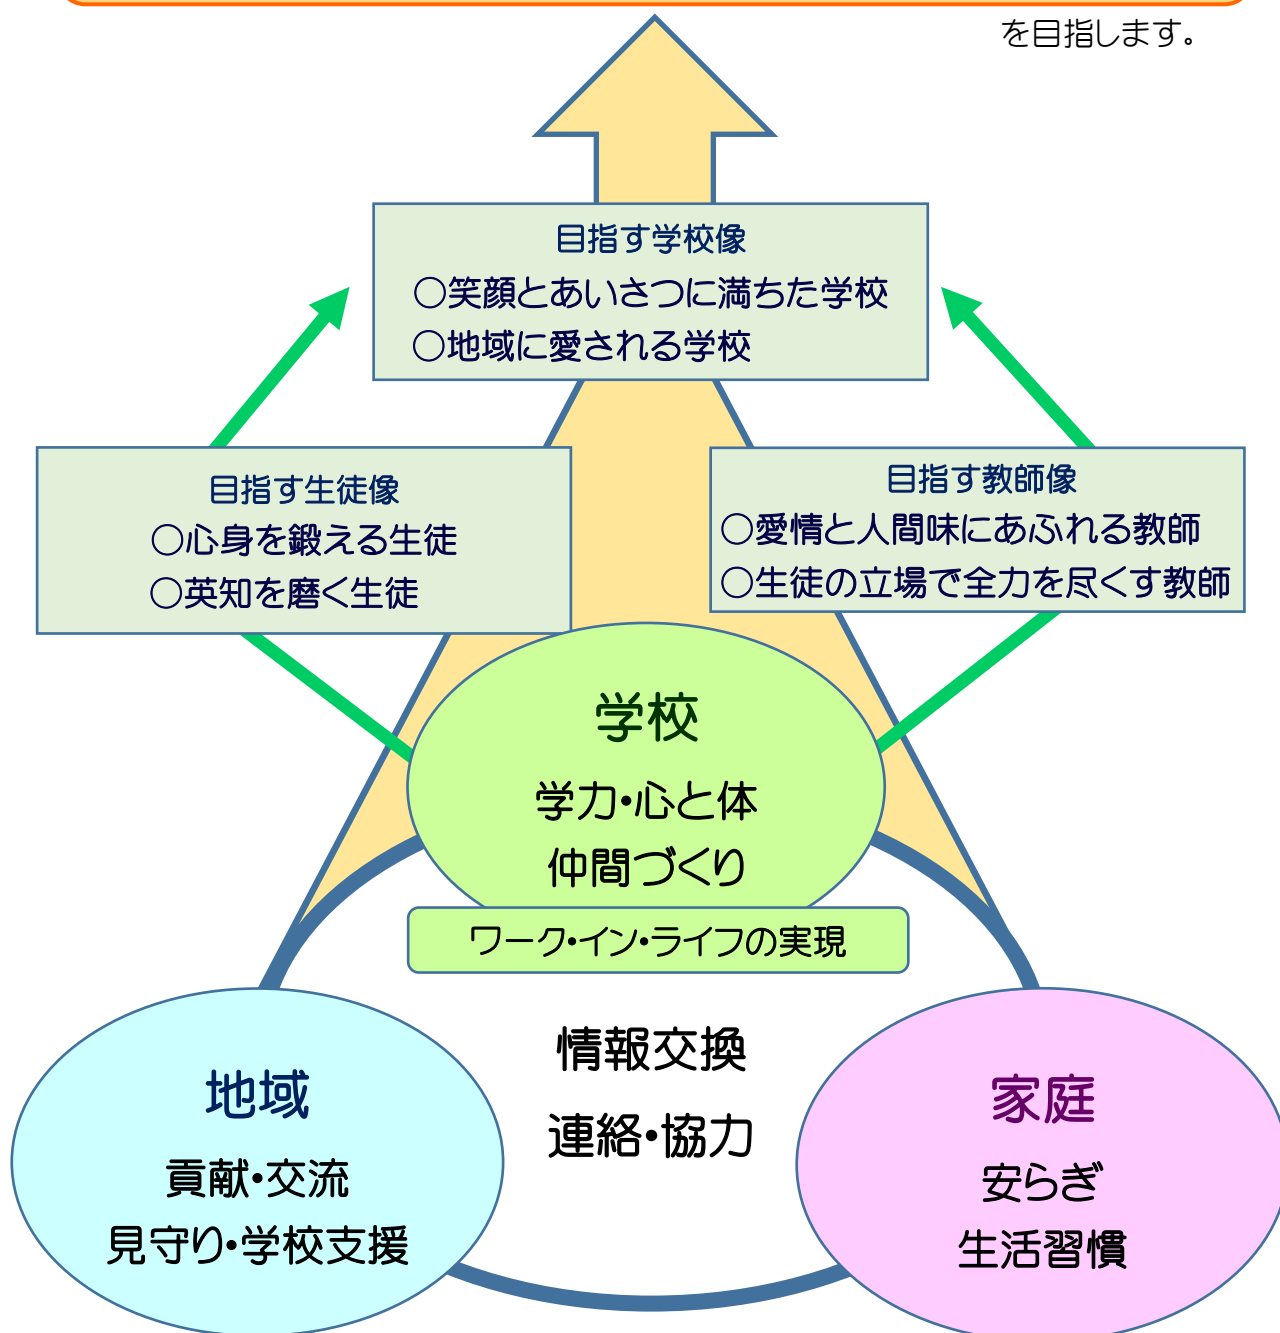 を目指します。
目指す学校像
○笑顔とあいさつに満ちた学校
○地域に愛される学校
目指す生徒像
○心身を鍛える生徒
○英知を磨く生徒
目指す教師像
○愛情と人間味にあふれる教師
○生徒の立場で全力を尽くす教師
学校
学力・心と体
仲間づくり
ワーク・イン・ライフの実現
情報交換
連絡・協力
地域
貢献・交流
見守り・学校支援
家庭
安らぎ
生活習慣